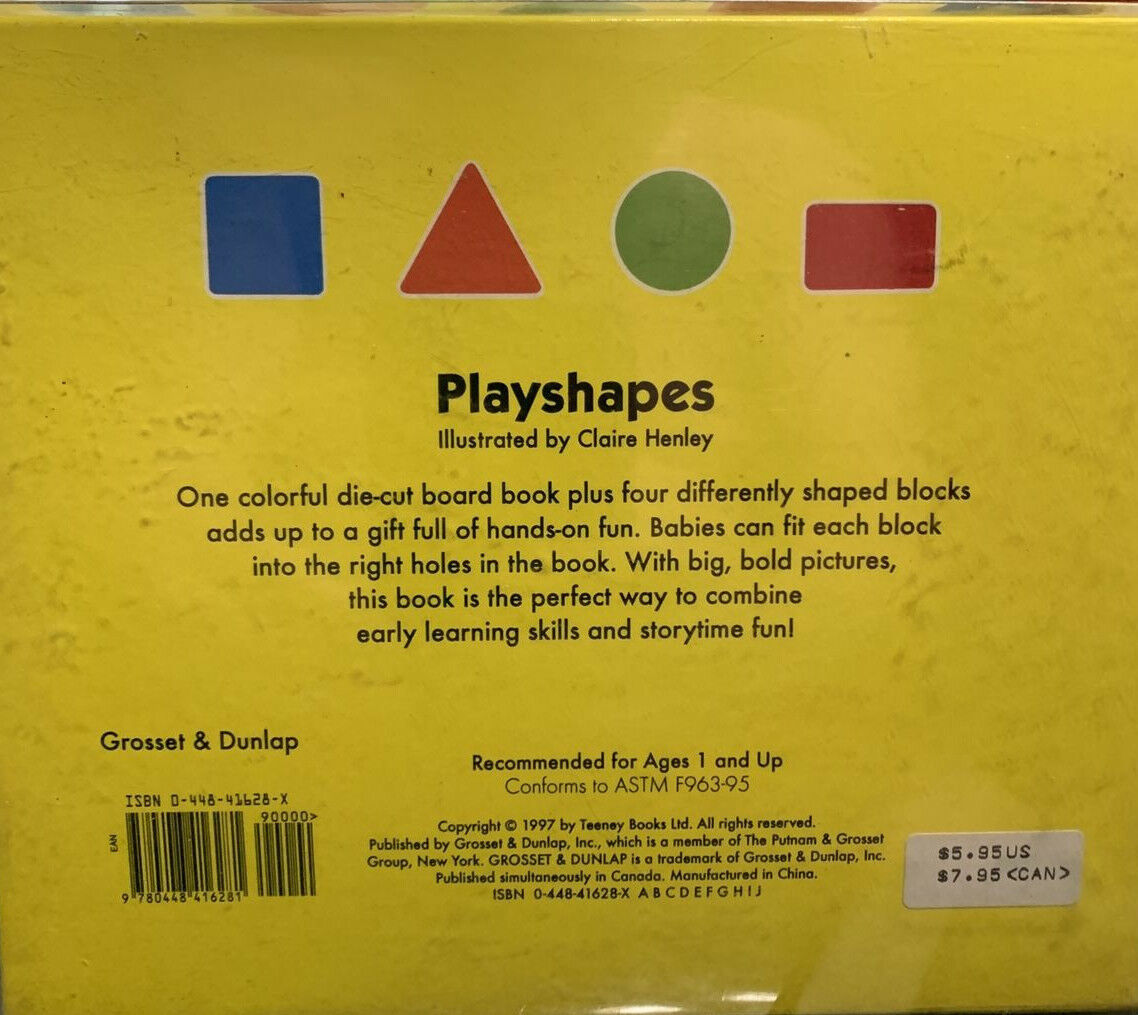 Playshapes
Illustrated by Claire Henley
One colorful die-cut board book plus four differently shaped blocks
adds up to a gift full of hands-on fun. Babies can fit each block
into the right holes in the book. With big, bold pictures,
this book is the perfect way to combine
early learning skills and storytime fun!
Grosset & Dunlap
Recommended for Ages 1 and Up
Conforms to ASTM F963-95
ISBN 0-448-41628-X
90000>
EAN
9 780448 416281
Copyright © 1997 by Teeney Books Ltd. All rights reserved.
Published by Grosset & Dunlap, Inc., which is a member of The Putnam & Grosset
Group, New York. GROSSET & DUNLAP is a trademark of Grosset & Dunlap, Inc.
Published simultaneously in Canada. Manufactured in China.
ISBN 0-448-41628-X A B C D E F G H I J
$5.95US
$7.95<CAN>